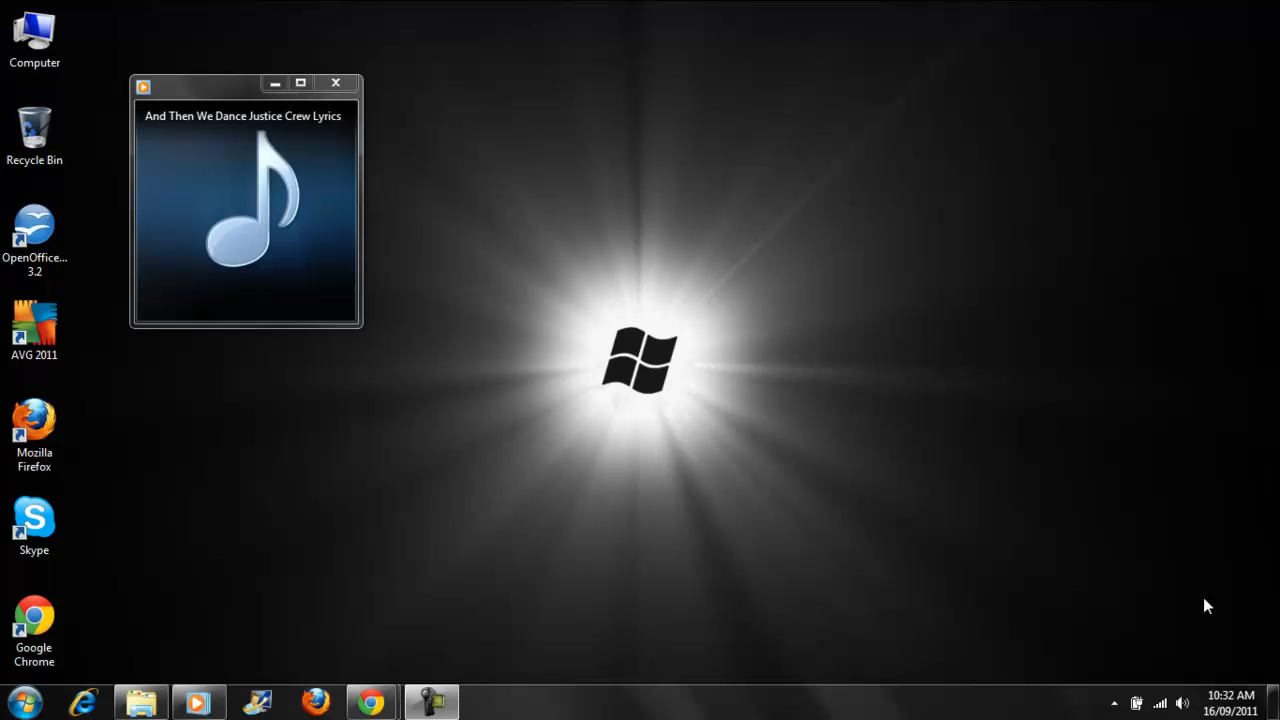 Computer
Recycle Bin
OpenOffice...
3.2
AVG 2011
Mozilla
Firefox
S
Skype
Google
Chrome
And Then We Dance Justice Crew Lyrics
10:32 AM
16/09/2011